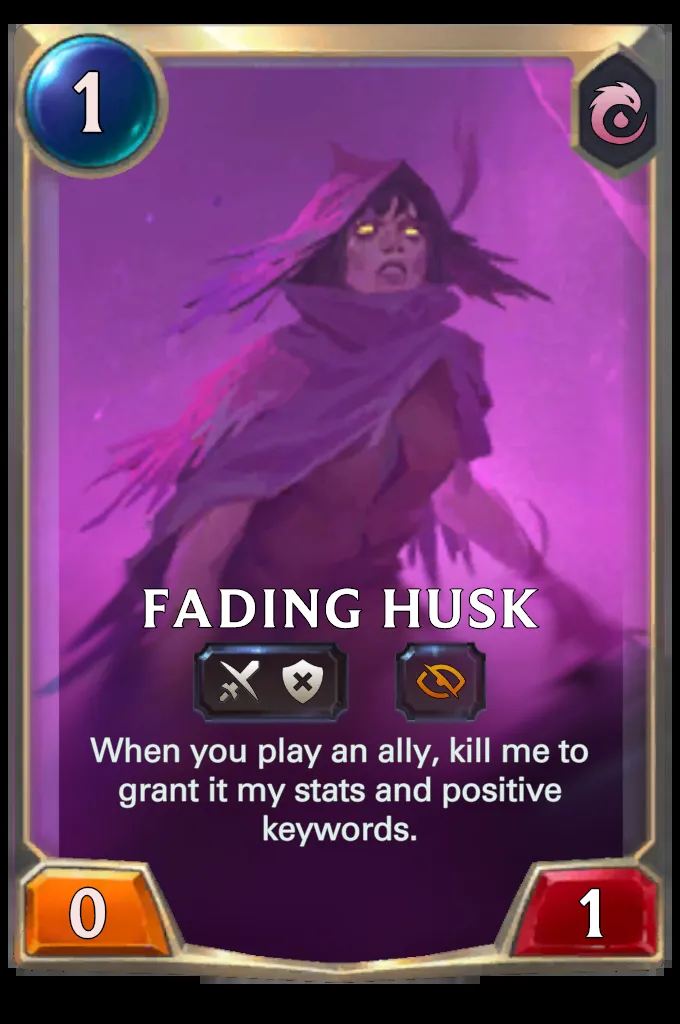 1
FADING HUSK
When you play an ally, kill me to
grant it my stats and positive
keywords.
0
1